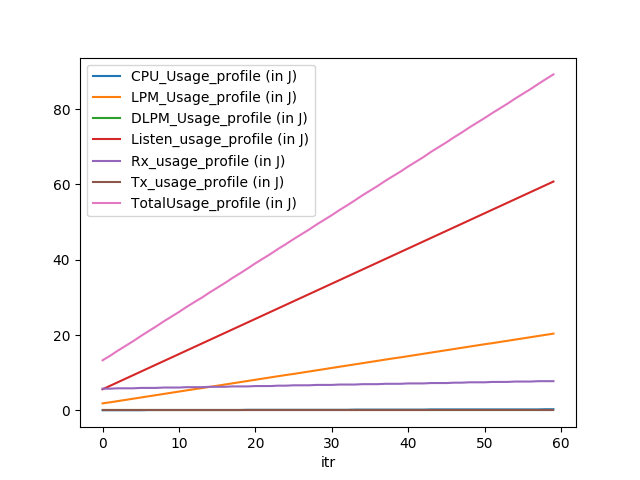 CPU_Usage_profile (in J)
LPM_Usage_profile (in J)
DLPM_Usage_profile (in J)
Listen_usage_profile (in J)
Rx_usage_profile (in J)
Tx_usage_profile (in J)
TotalUsage_profile (in J)
80
60
40
20
0
0 10 20 30 40 50 60
itr